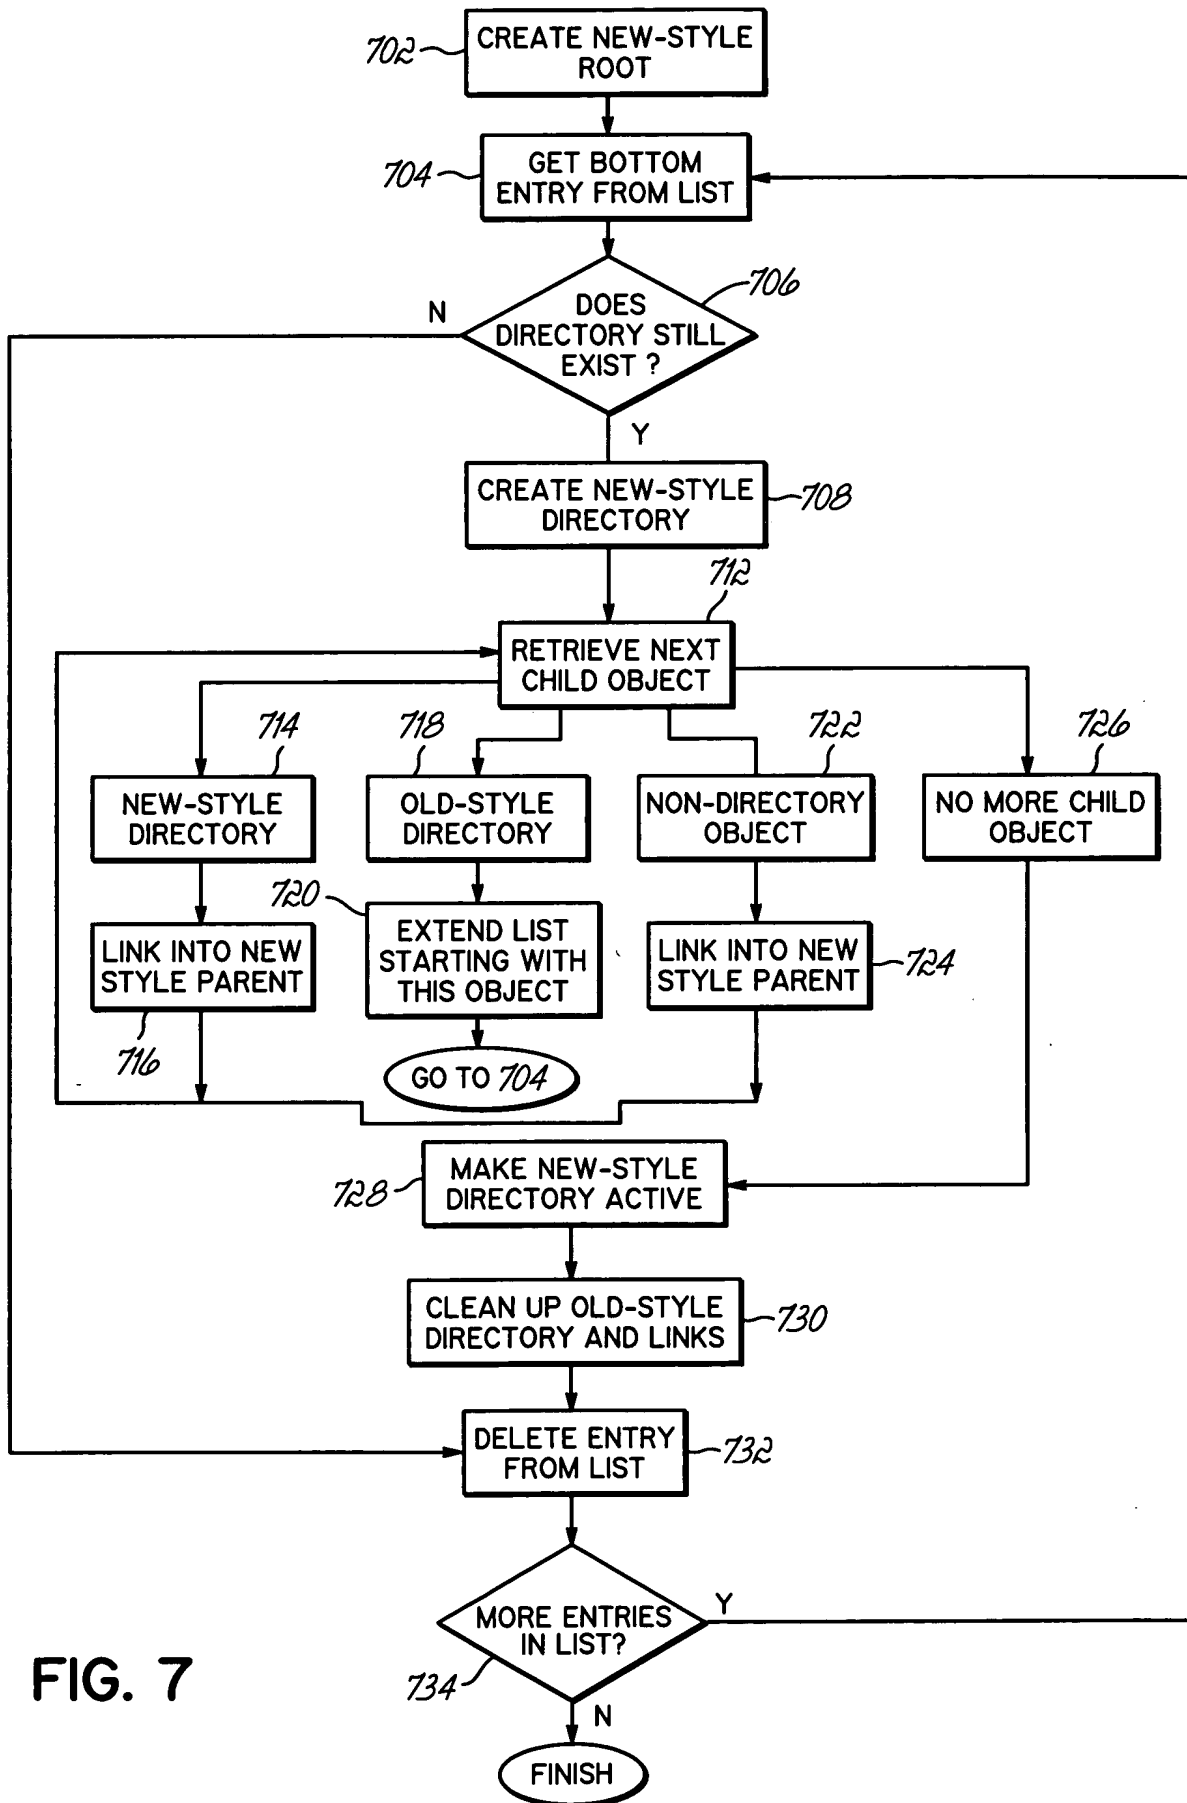 CREATE NEW-STYLE
ROOT
702
GET BOTTOM
ENTRY FROM LIST
704
706
DOES
DIRECTORY STILL
EXIST ?
N
Y
CREATE NEW-STYLE
DIRECTORY
708
712
RETRIEVE NEXT
CHILD OBJECT
714
718
722
726
NEW-STYLE
DIRECTORY
OLD-STYLE
DIRECTORY
NON-DIRECTORY
OBJECT
NO MORE CHILD
OBJECT
720
LINK INTO NEW
STYLE PARENT
716
EXTEND LIST
STARTING WITH
THIS OBJECT
LINK INTO NEW
STYLE PARENT
724
GO TO 704
MAKE NEW-STYLE
DIRECTORY ACTIVE
728
CLEAN UP OLD-STYLE
DIRECTORY AND LINKS
730
DELETE ENTRY
FROM LIST
732
MORE ENTRIES
IN LIST?
Y
734
N
FINISH
FIG. 7